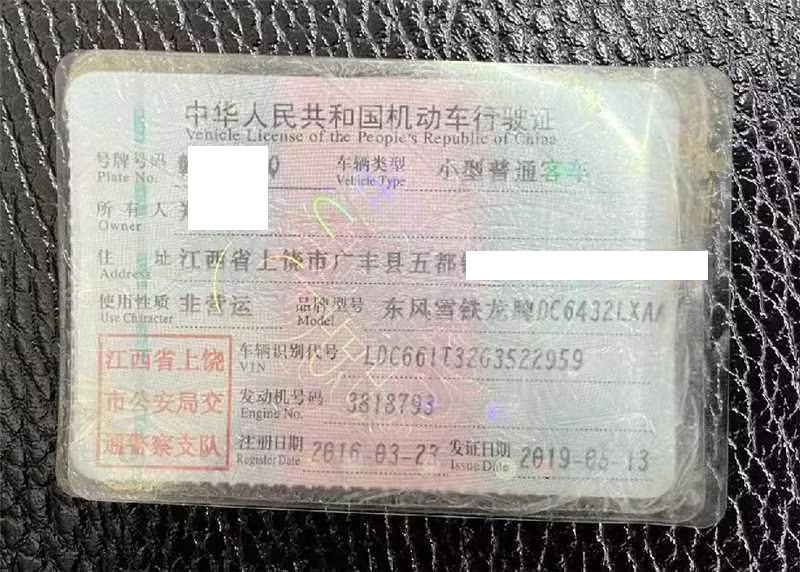 中华人民共和国机动车行驶证
Vehicle License of the People's Republic of China
号牌号码 Q 车辆类型 小型普通客车
Plate No. Vehicle Type
所有人
Owner
住址 江西省上饶市广丰县五都
Address
使用性质 非营运 品牌型号 东风雪铁龙牌DC6432LXAA
Use Character Model
江西省上饶
市公安局交
通警察支队
车辆识别代号 LDC661T32G3522959
VIN
发动机号码 3818793
Engine No.
注册日期 2016-03-23 发证日期 2019-05-13
Register Date Issue Date